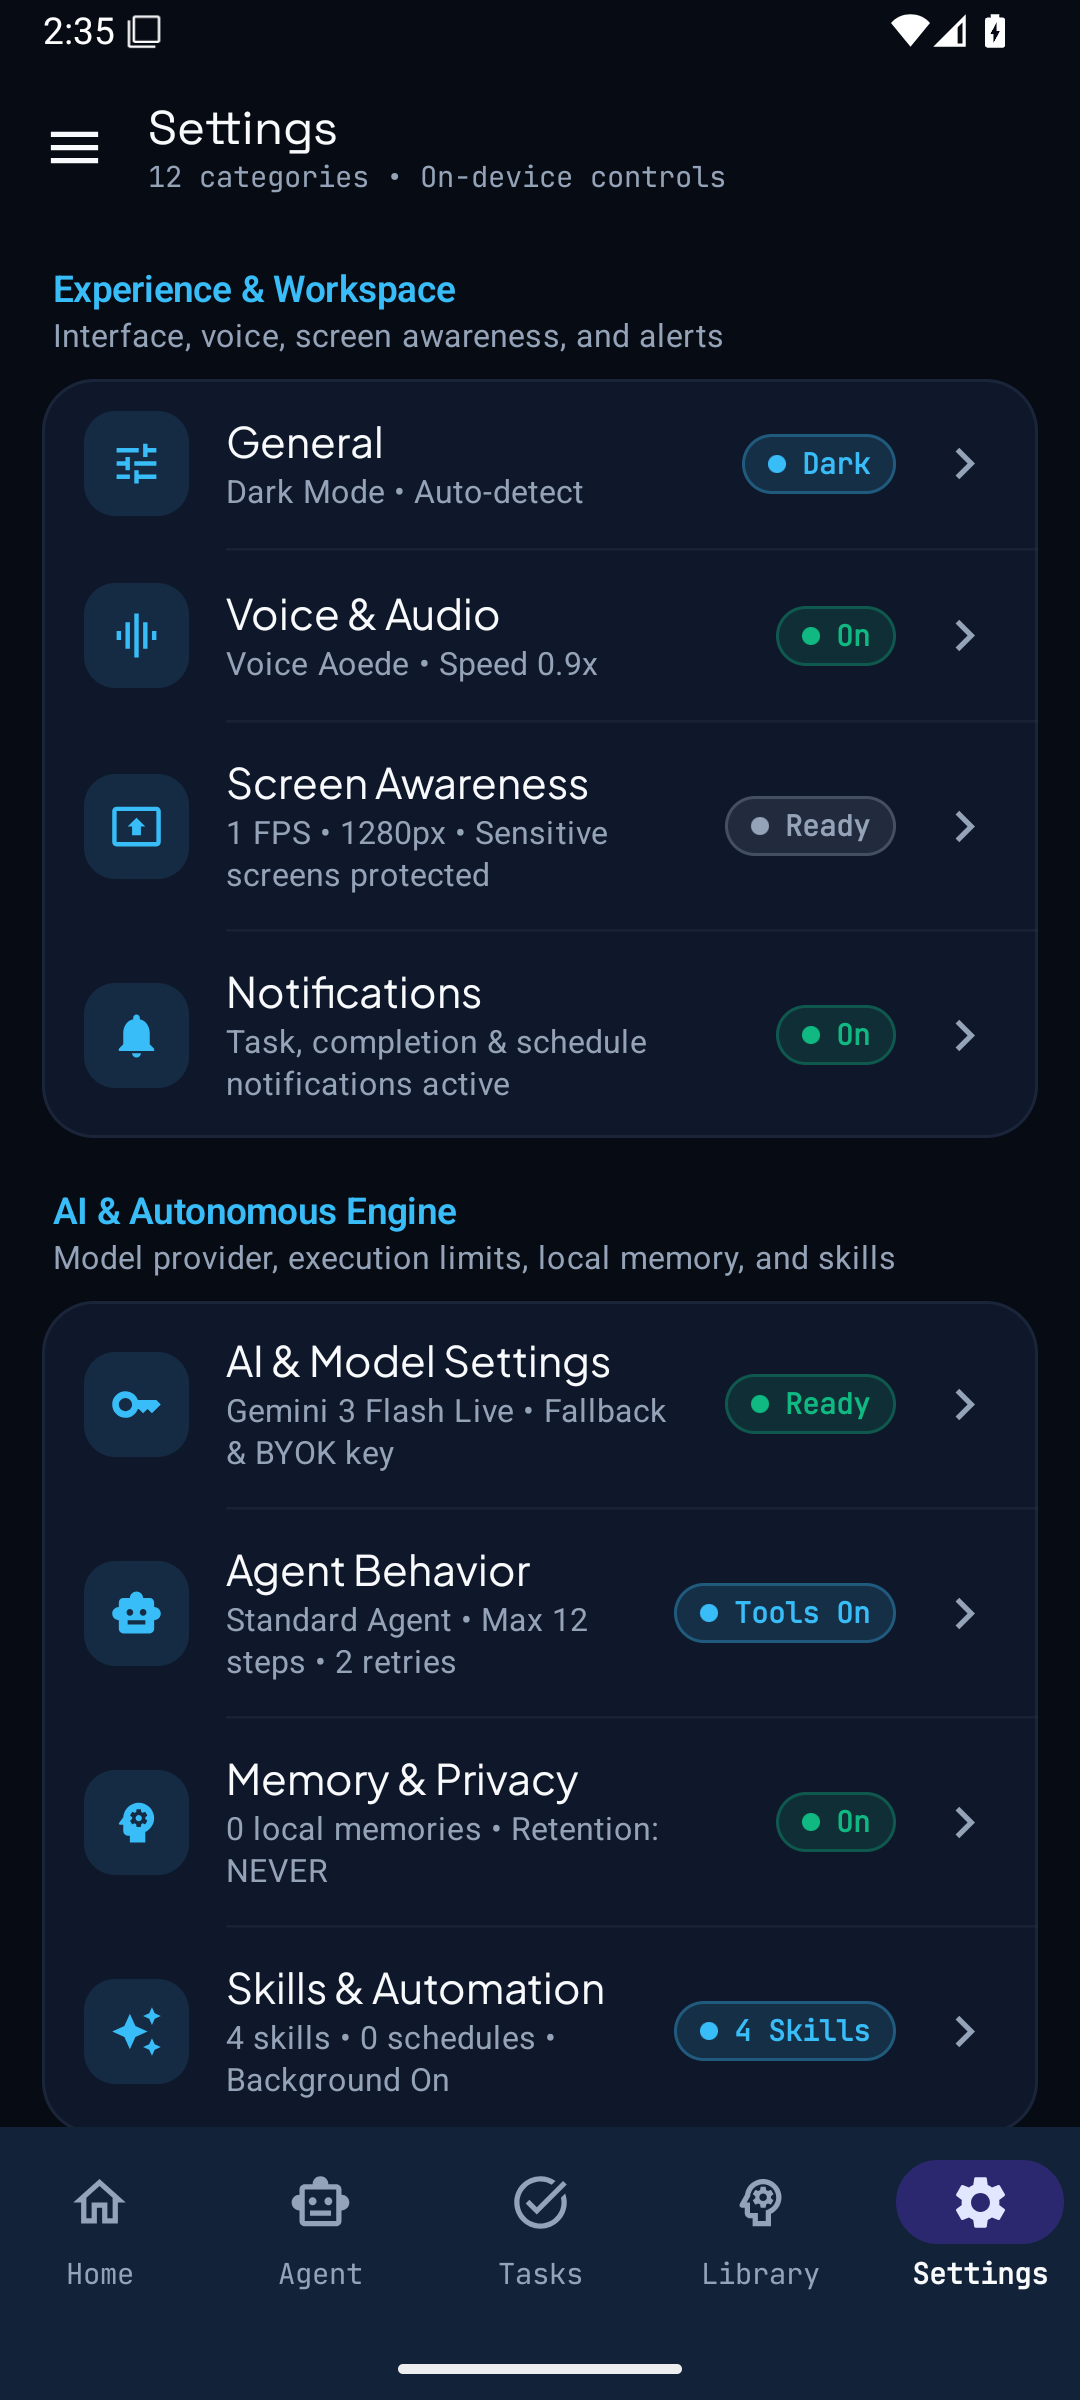 2:35
Settings
12 categories • On-device controls
Experience & Workspace
Interface, voice, screen awareness, and alerts
General
Dark Mode • Auto-detect
Dark
Voice & Audio
Voice Aoede • Speed 0.9x
On
Screen Awareness
1 FPS • 1280px • Sensitive
screens protected
Ready
Notifications
Task, completion & schedule
notifications active
On
AI & Autonomous Engine
Model provider, execution limits, local memory, and skills
AI & Model Settings
Gemini 3 Flash Live • Fallback
& BYOK key
Ready
Agent Behavior
Standard Agent • Max 12
steps • 2 retries
Tools On
Memory & Privacy
0 local memories • Retention:
NEVER
On
Skills & Automation
4 skills • 0 schedules •
Background On
4 Skills
Home
Agent
Tasks
Library
Settings